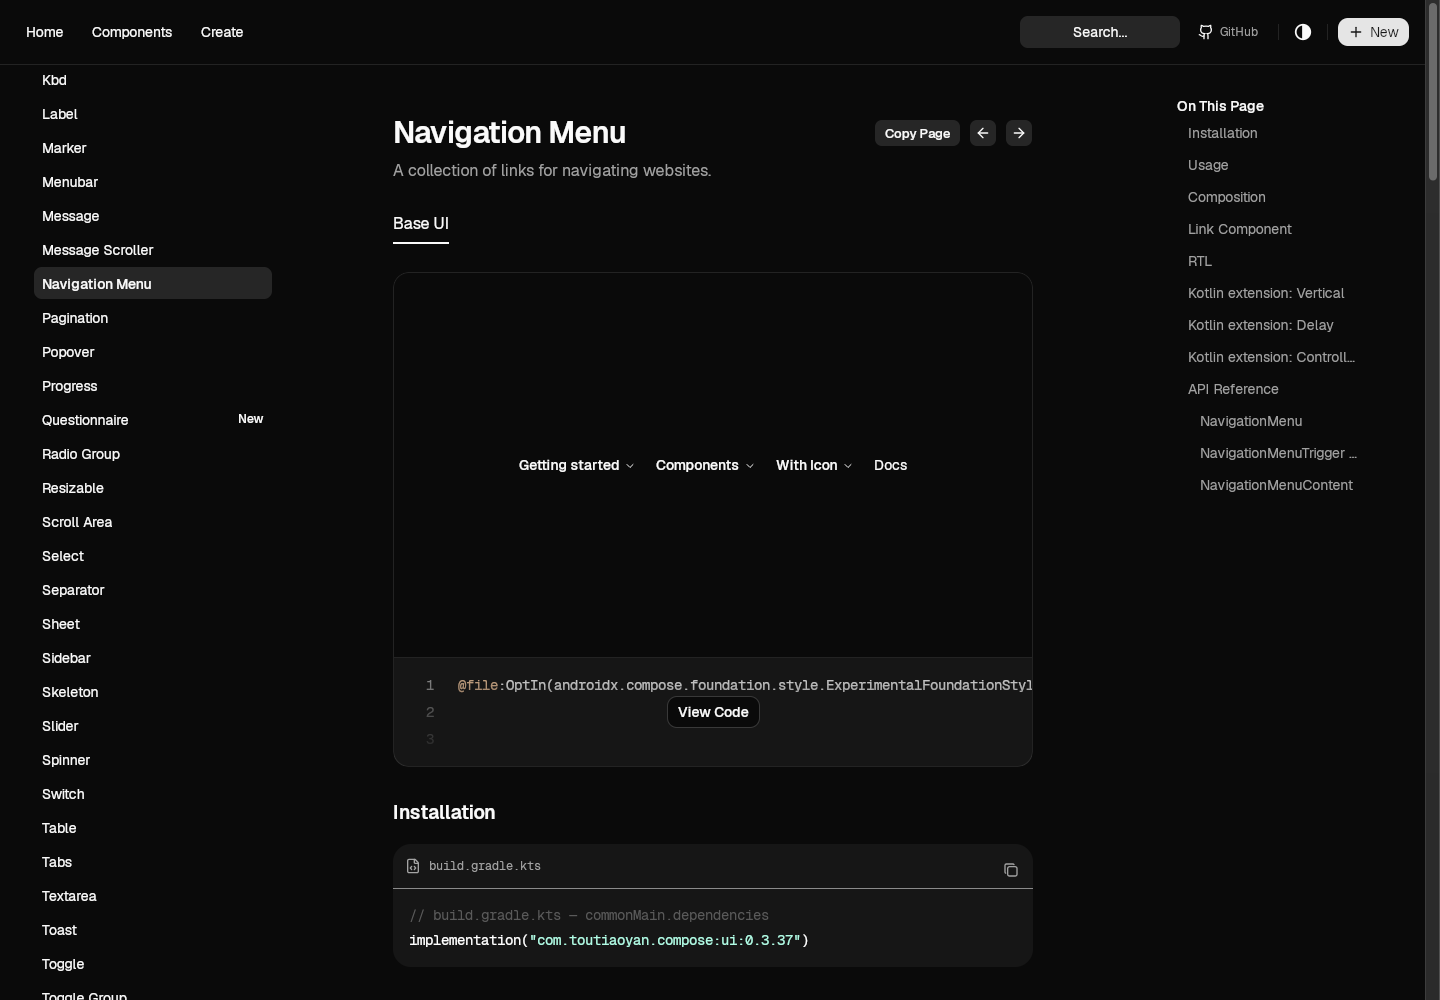 Home
Components
Create
Search...
GitHub
New
Kbd
Label
Marker
Menubar
Message
Message Scroller
Navigation Menu
Pagination
Popover
Progress
Questionnaire New
Radio Group
Resizable
Scroll Area
Select
Separator
Sheet
Sidebar
Skeleton
Slider
Spinner
Switch
Table
Tabs
Textarea
Toast
Toggle
Toggle Group
Navigation Menu
Copy Page
A collection of links for navigating websites.
Base UI
Getting started
Components
With Icon
Docs
1 @file:OptIn(androidx.compose.foundation.style.ExperimentalFoundationStyl
2
View Code
3
Installation
build.gradle.kts
// build.gradle.kts — commonMain.dependencies
implementation("com.toutiaoyan.compose:ui:0.3.37")
On This Page
Installation
Usage
Composition
Link Component
RTL
Kotlin extension: Vertical
Kotlin extension: Delay
Kotlin extension: Controll...
API Reference
NavigationMenu
NavigationMenuTrigger ...
NavigationMenuContent